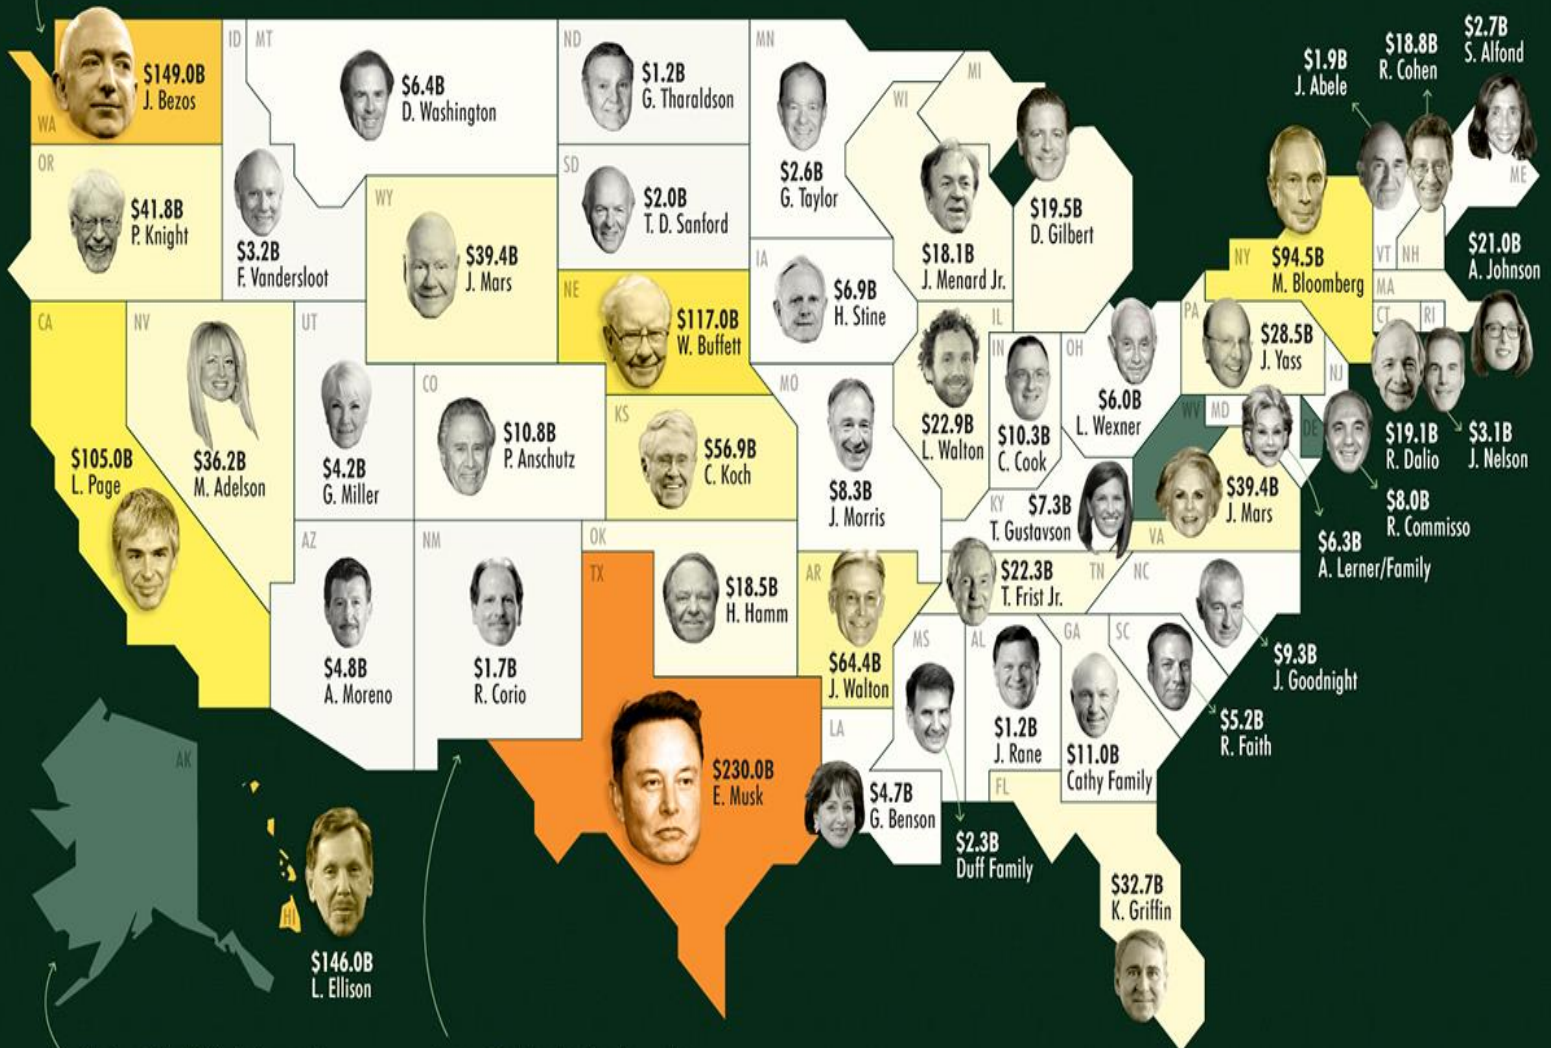 $149.0B
J. Bezos
WA
ID
MT
$6.4B
D. Washington
ND
$1.2B
G. Tharaldson
MN
$2.6B
G. Taylor
MI
WI
$1.9B
J. Abele
$18.8B
R. Cohen
$2.7B
S. Alfond
ME
OR
$41.8B
P. Knight
$3.2B
F. Vandersloot
WY
$39.4B
J. Mars
SD
$2.0B
T. D. Sanford
$18.1B
J. Menard Jr.
$19.5B
D. Gilbert
NY
$94.5B
M. Bloomberg
VT
NH
$21.0B
A. Johnson
MA
CT
RI
NE
$117.0B
W. Buffett
IA
$6.9B
H. Stine
CA
$105.0B
L. Page
NV
$36.2B
M. Adelson
UT
$4.2B
G. Miller
CO
$10.8B
P. Anschutz
KS
$56.9B
C. Koch
MO
$8.3B
J. Morris
IL
$22.9B
L. Walton
IN
$10.3B
C. Cook
OH
$6.0B
L. Wexner
PA
$28.5B
J. Yass
NJ
WV
MD
DE
$19.1B
R. Dalio
$3.1B
J. Nelson
$8.0B
R. Commisso
$6.3B
A. Lerner/Family
KY
$7.3B
T. Gustavson
VA
$39.4B
J. Mars
AZ
$4.8B
A. Moreno
NM
$1.7B
R. Corio
OK
$18.5B
H. Hamm
TX
$230.0B
E. Musk
AR
$64.4B
J. Walton
$22.3B
T. Frist Jr.
TN
NC
$9.3B
J. Goodnight
MS
AL
$1.2B
J. Rane
GA
$11.0B
Cathy Family
SC
$5.2B
R. Faith
LA
$4.7B
G. Benson
$2.3B
Duff Family
FL
$32.7B
K. Griffin
AK
HI
$146.0B
L. Ellison